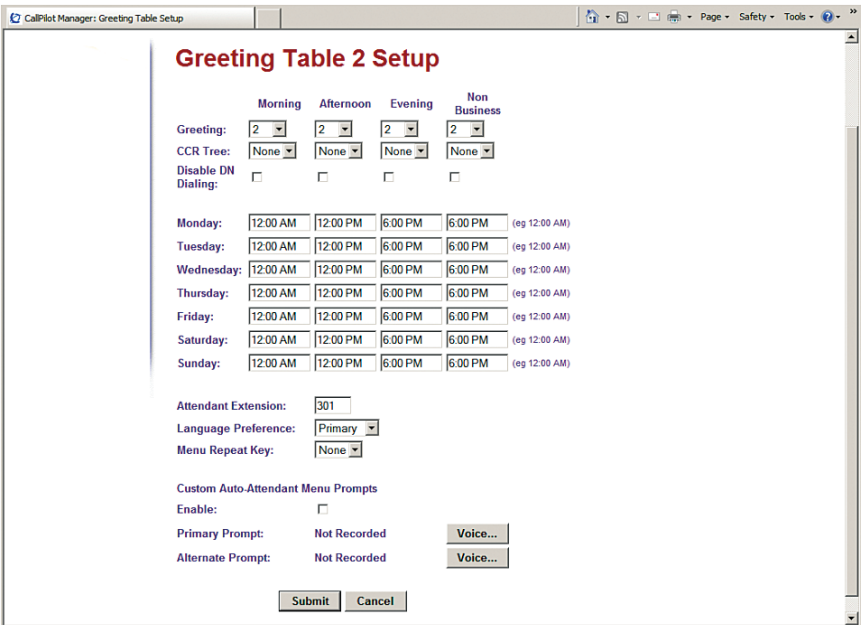 CallPilot Manager: Greeting Table Setup
Page Safety Tools »
Greeting Table 2 Setup
Morning Afternoon Evening Non Business
Greeting: 2 2 2 2
CCR Tree: None None None None
Disable DN Dialing:
Monday: 12:00 AM 12:00 PM 6:00 PM 6:00 PM (eg 12:00 AM)
Tuesday: 12:00 AM 12:00 PM 6:00 PM 6:00 PM (eg 12:00 AM)
Wednesday: 12:00 AM 12:00 PM 6:00 PM 6:00 PM (eg 12:00 AM)
Thursday: 12:00 AM 12:00 PM 6:00 PM 6:00 PM (eg 12:00 AM)
Friday: 12:00 AM 12:00 PM 6:00 PM 6:00 PM (eg 12:00 AM)
Saturday: 12:00 AM 12:00 PM 6:00 PM 6:00 PM (eg 12:00 AM)
Sunday: 12:00 AM 12:00 PM 6:00 PM 6:00 PM (eg 12:00 AM)
Attendant Extension: 301
Language Preference: Primary
Menu Repeat Key: None
Custom Auto-Attendant Menu Prompts
Enable:
Primary Prompt: Not Recorded Voice...
Alternate Prompt: Not Recorded Voice...
Submit Cancel